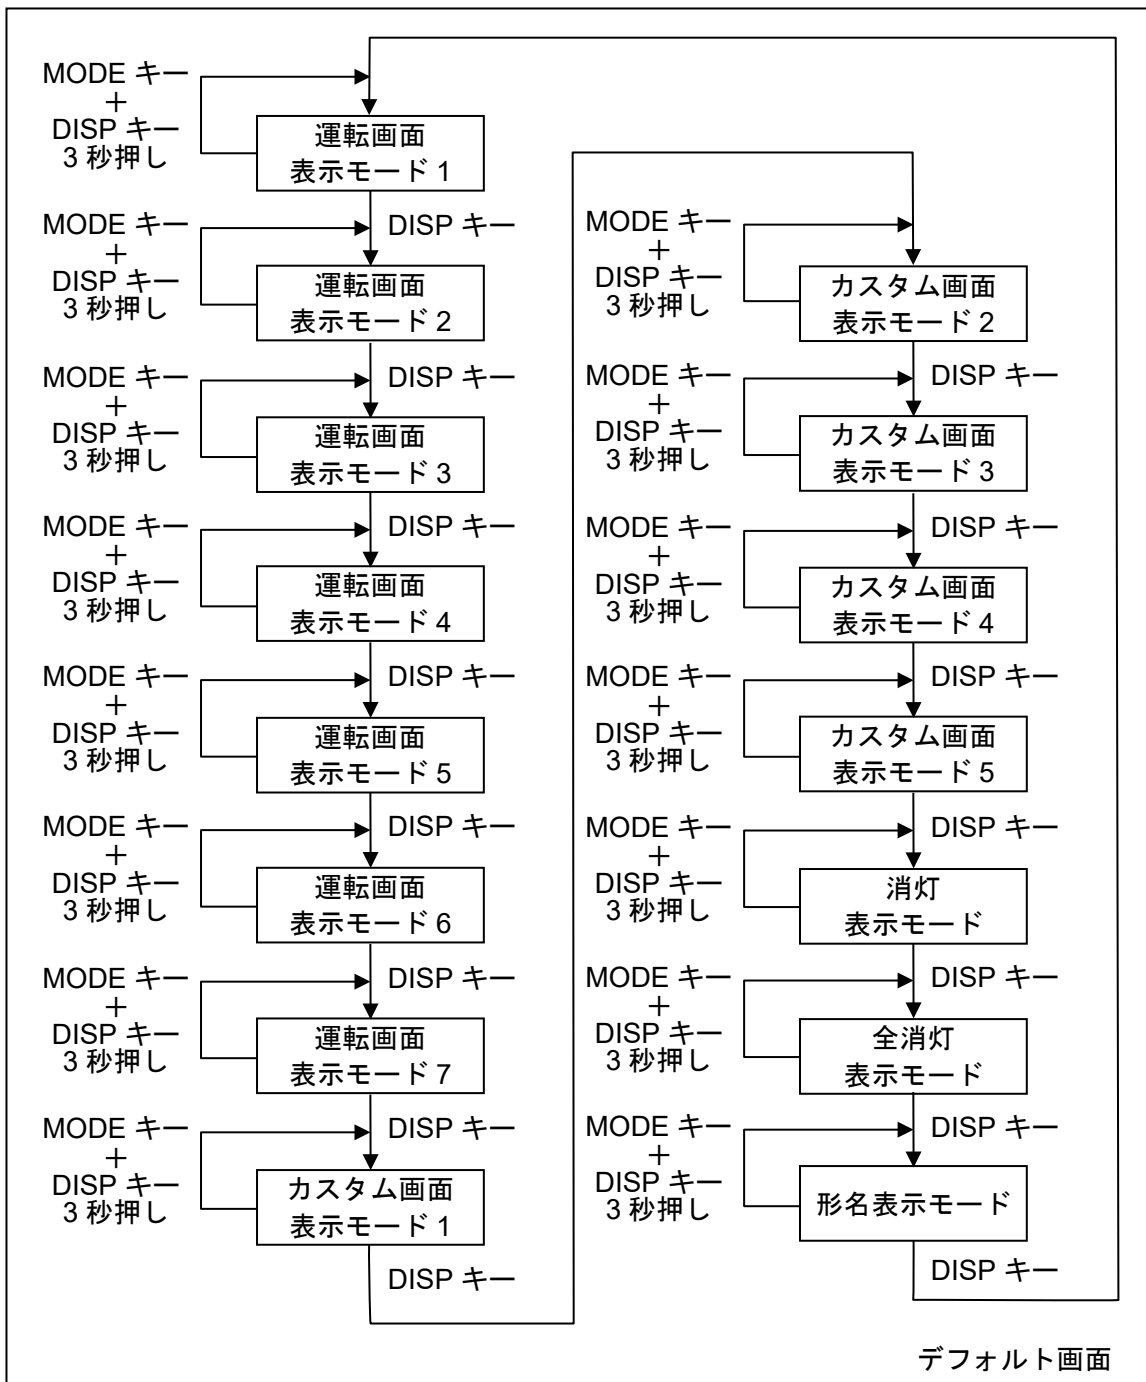 MODE キー
＋
DISP キー
3 秒押し
運転画面
表示モード 1
DISP キー
MODE キー
＋
DISP キー
3 秒押し
運転画面
表示モード 2
DISP キー
MODE キー
＋
DISP キー
3 秒押し
運転画面
表示モード 3
DISP キー
MODE キー
＋
DISP キー
3 秒押し
運転画面
表示モード 4
DISP キー
MODE キー
＋
DISP キー
3 秒押し
運転画面
表示モード 5
DISP キー
MODE キー
＋
DISP キー
3 秒押し
運転画面
表示モード 6
DISP キー
MODE キー
＋
DISP キー
3 秒押し
運転画面
表示モード 7
DISP キー
MODE キー
＋
DISP キー
3 秒押し
カスタム画面
表示モード 1
DISP キー
MODE キー
＋
DISP キー
3 秒押し
カスタム画面
表示モード 2
DISP キー
MODE キー
＋
DISP キー
3 秒押し
カスタム画面
表示モード 3
DISP キー
MODE キー
＋
DISP キー
3 秒押し
カスタム画面
表示モード 4
DISP キー
MODE キー
＋
DISP キー
3 秒押し
カスタム画面
表示モード 5
DISP キー
MODE キー
＋
DISP キー
3 秒押し
消灯
表示モード
DISP キー
MODE キー
＋
DISP キー
3 秒押し
全消灯
表示モード
DISP キー
MODE キー
＋
DISP キー
3 秒押し
形名表示モード
DISP キー
デフォルト画面